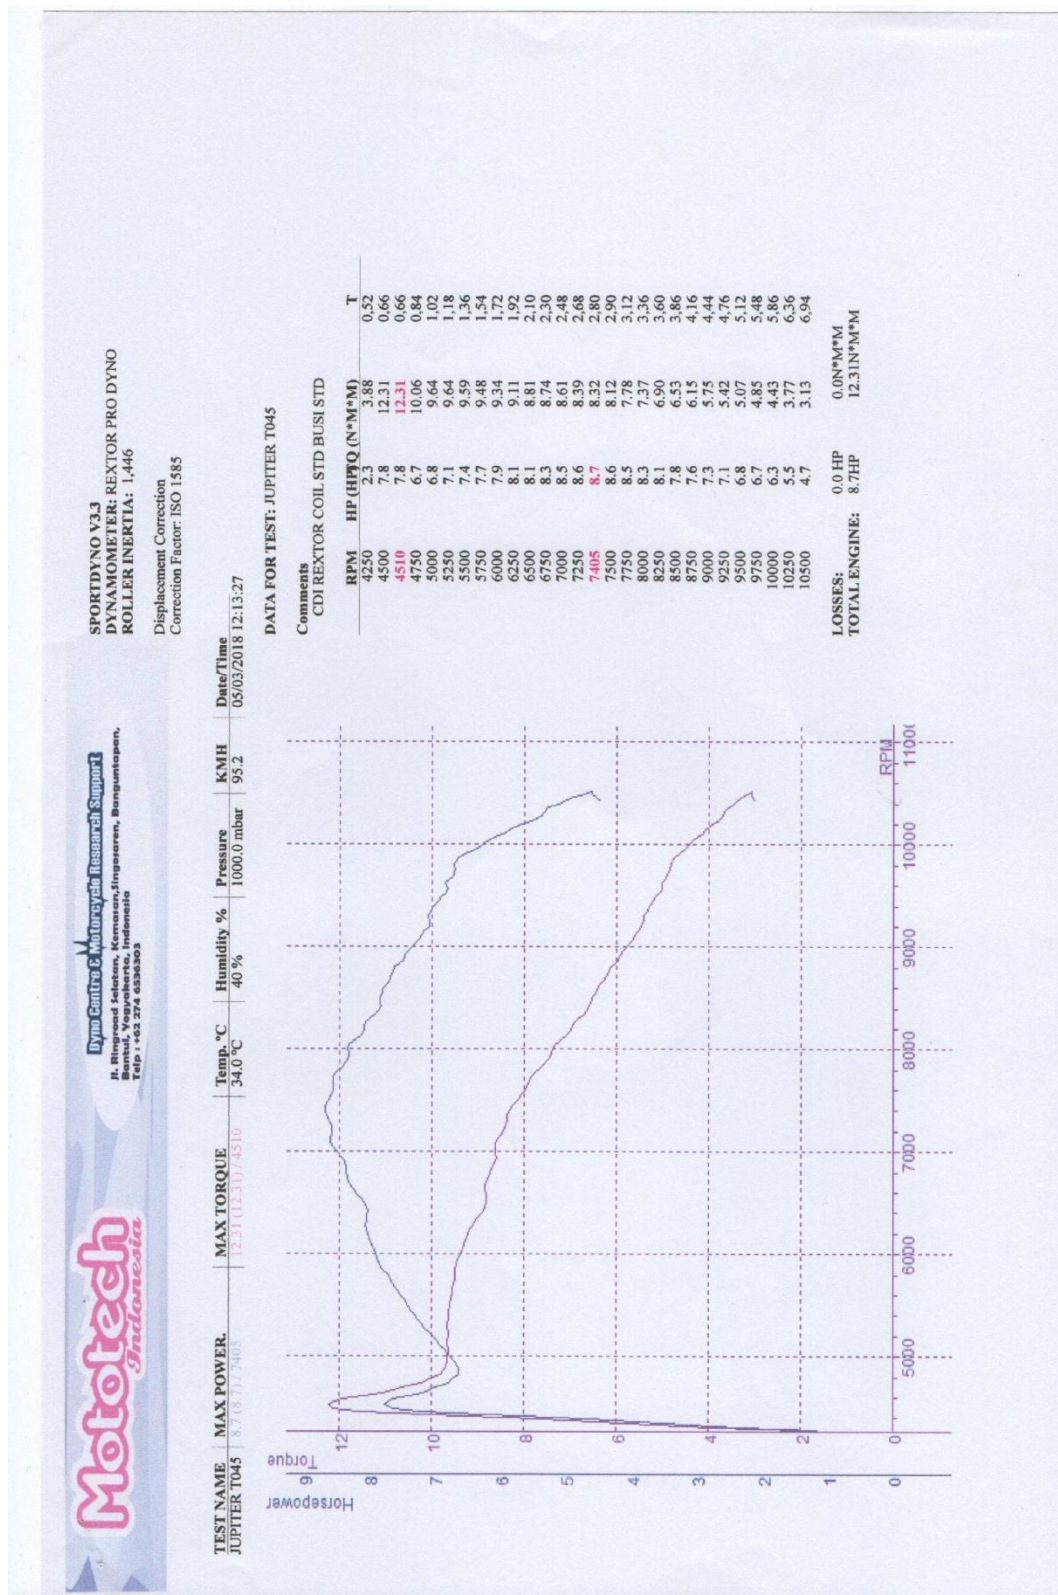 Mototech
Indonesia
Dyno Centre & Motorcycle Research Support
Jl. Ringroad Selatan, Kemasan,Singosaren, Banguntapan,
Bantul, Yogyakarta, Indonesia
Telp : +62 274 6536303
SPORTDYNO V3.3
DYNAMOMETER: REXTOR PRO DYNO
ROLLER INERTIA: 1,446
Displacement Correction
Correction Factor: ISO 1585
TEST NAME MAX POWER. MAX TORQUE Temp. °C Humidity % Pressure KMH Date/Time
JUPITER T045 8.7 (8.7) / 7405 12.31 (12.31) / 4510 34.0 °C 40 % 1000.0 mbar 95.2 05/03/2018 12:13:27
Horsepower
Torque
9
8
7
6
5
4
3
2
1
0
12
10
8
6
4
2
0
5000 6000 7000 8000 9000 10000 1100
RPM
DATA FOR TEST: JUPITER T045
Comments
CDI REXTOR COIL STD BUSI STD
RPM HP (HP) TQ (N*M*M) T
4250 2.3 3.88 0,52
4500 7.8 12.31 0,66
4510 7.8 12.31 0,66
4750 6.7 10.06 0,84
5000 6.8 9.64 1,02
5250 7.1 9.64 1,18
5500 7.4 9.59 1,36
5750 7.7 9.48 1,54
6000 7.9 9.34 1,72
6250 8.1 9.11 1,92
6500 8.1 8.81 2,10
6750 8.3 8.74 2,30
7000 8.5 8.61 2,48
7250 8.6 8.39 2,68
7405 8.7 8.32 2,80
7500 8.6 8.12 2,90
7750 8.5 7.78 3,12
8000 8.3 7.37 3,36
8250 8.1 6.90 3,60
8500 7.8 6.53 3,86
8750 7.6 6.15 4,16
9000 7.3 5.75 4,44
9250 7.1 5.42 4,76
9500 6.8 5.07 5,12
9750 6.7 4.85 5,48
10000 6.3 4.43 5,86
10250 5.5 3.77 6,36
10500 4.7 3.13 6,94
LOSSES: 0.0 HP 0.0N*M*M
TOTAL ENGINE: 8.7HP 12.31N*M*M